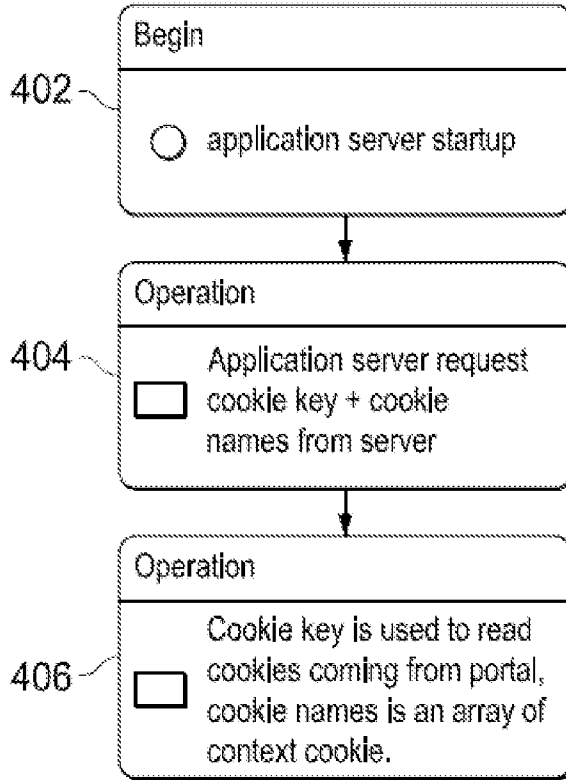 Begin
402
application server startup
Operation
404
Application server request
cookie key + cookie
names from server
Operation
406
Cookie key is used to read
cookies coming from portal,
cookie names is an array of
context cookie.